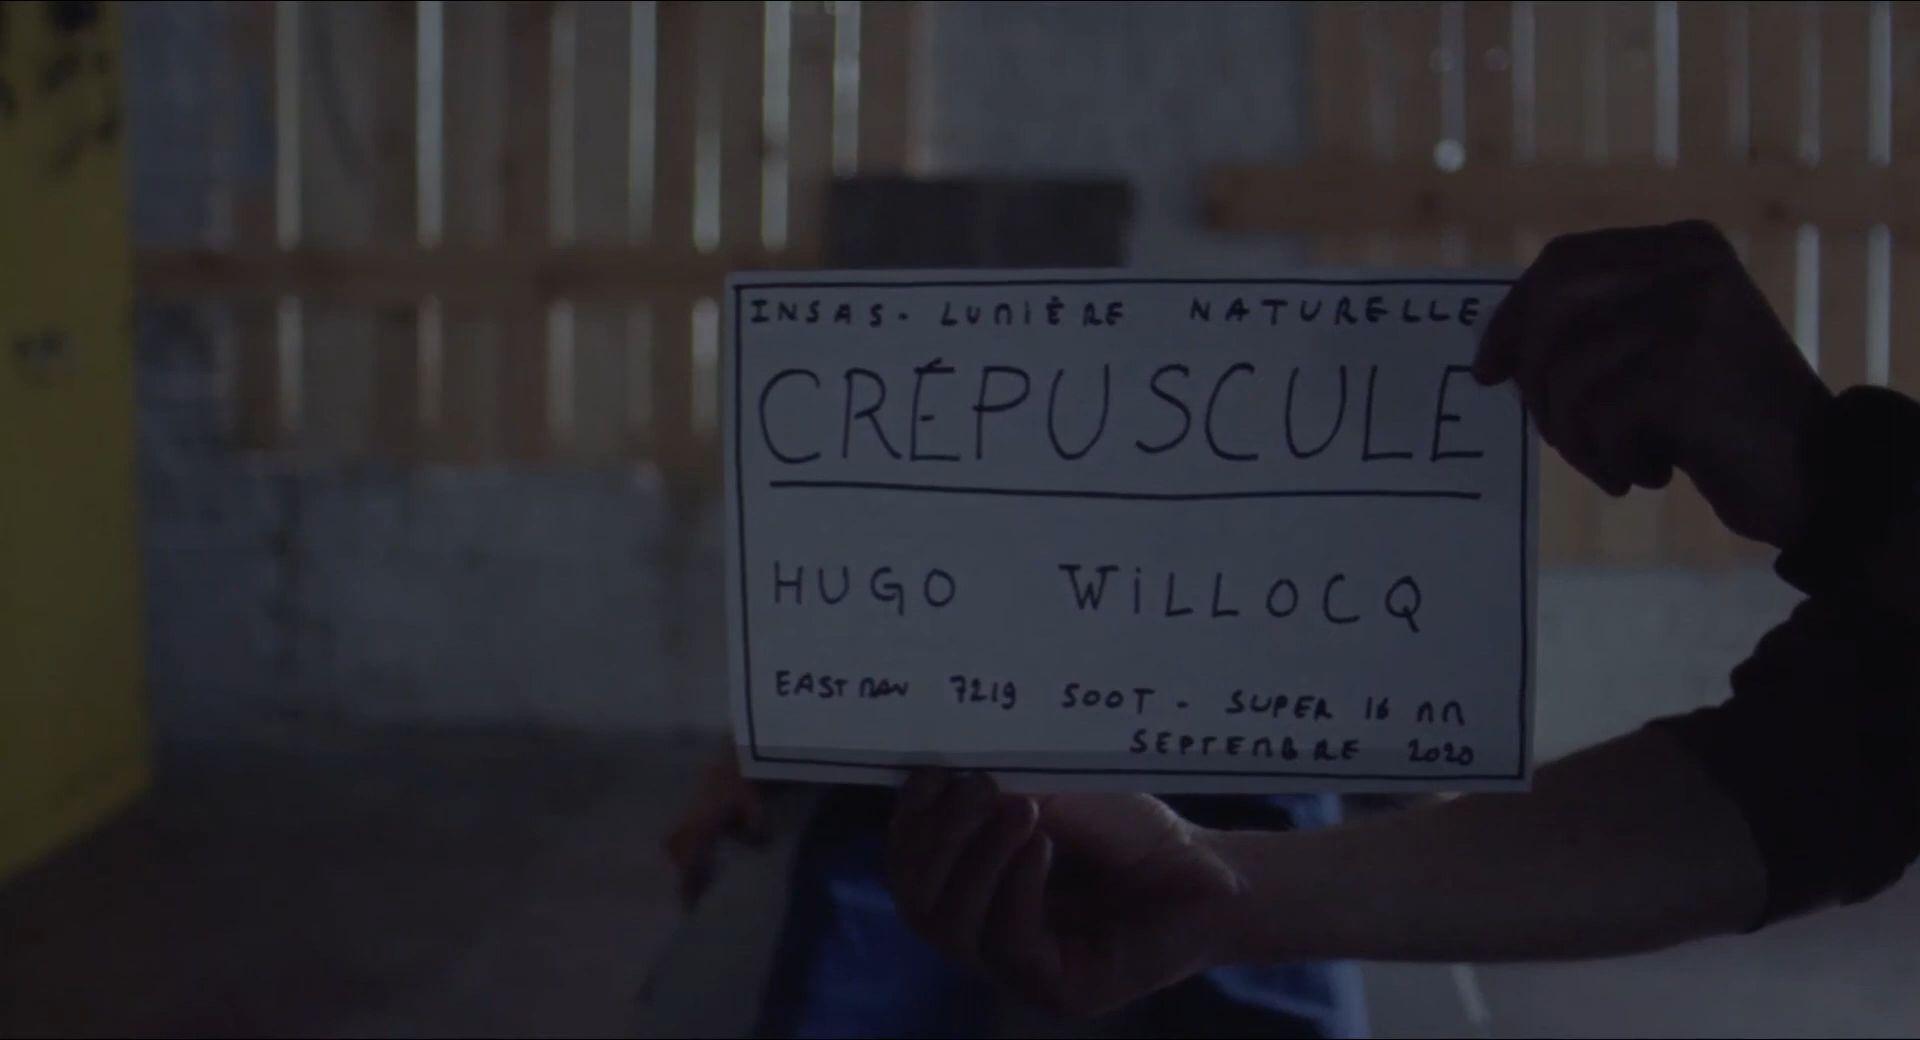 INSAS - LUMIÈRE NATURELLE
CRÉPUSCULE
HUGO WiLLOCQ
EASTMAN 7219 500T - SUPER 16 MM
SEPTEMBRE 2020